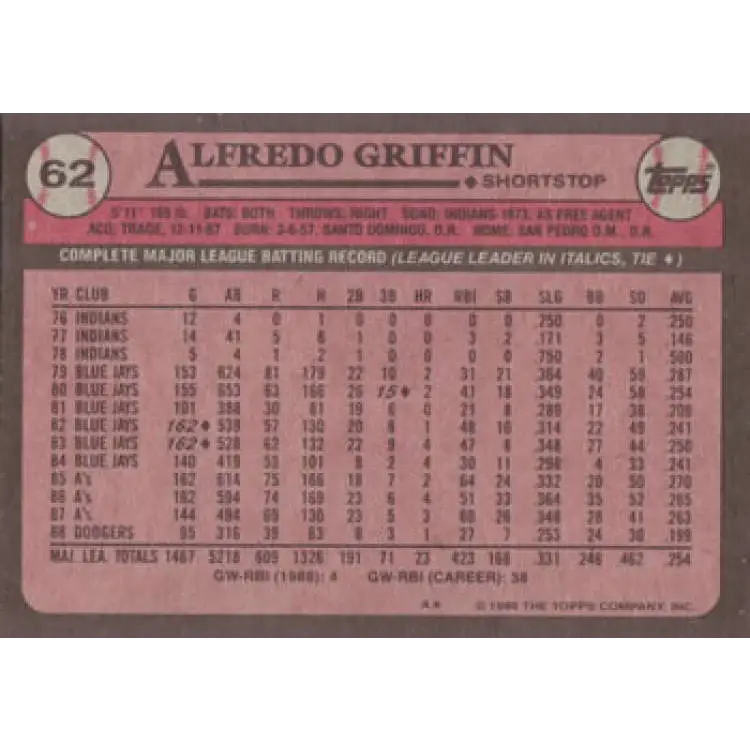 62
ALFREDO GRIFFIN
♦ SHORTSTOP
TOPPS
5'11" 165 lb. BATS: BOTH THROWS: RIGHT SIGND: INDIANS-1973, AS FREE AGENT
ACQ: TRADE, 12-11-87 BORN: 3-6-57, SANTO DOMINGO, D.R. HOME: SAN PEDRO D.M., D.R.
COMPLETE MAJOR LEAGUE BATTING RECORD (LEAGUE LEADER IN ITALICS, TIE ♦)
YR CLUB G AB R H 2B 3B HR RBI SB SLG BB SO AVG
76 INDIANS 12 4 0 1 0 0 0 0 0 .250 0 2 .250
77 INDIANS 14 41 5 6 1 0 0 3 2 .171 3 5 .146
78 INDIANS 5 4 1 2 1 0 0 0 0 .750 2 1 .500
79 BLUE JAYS 153 624 81 179 22 10 2 31 21 .364 40 59 .287
80 BLUE JAYS 155 653 63 166 26 15♦ 2 41 18 .349 24 58 .254
81 BLUE JAYS 101 388 30 81 19 6 0 21 8 .289 17 38 .209
82 BLUE JAYS 162♦ 539 57 130 20 8 1 48 10 .314 22 48 .241
83 BLUE JAYS 162♦ 528 62 132 22 9 4 47 8 .348 27 44 .250
84 BLUE JAYS 140 419 53 101 8 2 4 30 11 .298 4 33 .241
85 A's 162 614 75 166 18 7 2 64 24 .332 20 50 .270
86 A's 162 594 74 169 23 6 4 51 33 .364 35 52 .285
87 A's 144 494 69 130 23 5 3 60 26 .348 28 41 .263
88 DODGERS 95 316 39 63 8 3 1 27 7 .253 24 30 .199
MAJ. LEA. TOTALS 1467 5218 609 1326 191 71 23 423 168 .331 246 462 .254
GW-RBI (1988): 4 GW-RBI (CAREER): 38
A.* © 1989 THE TOPPS COMPANY, INC.